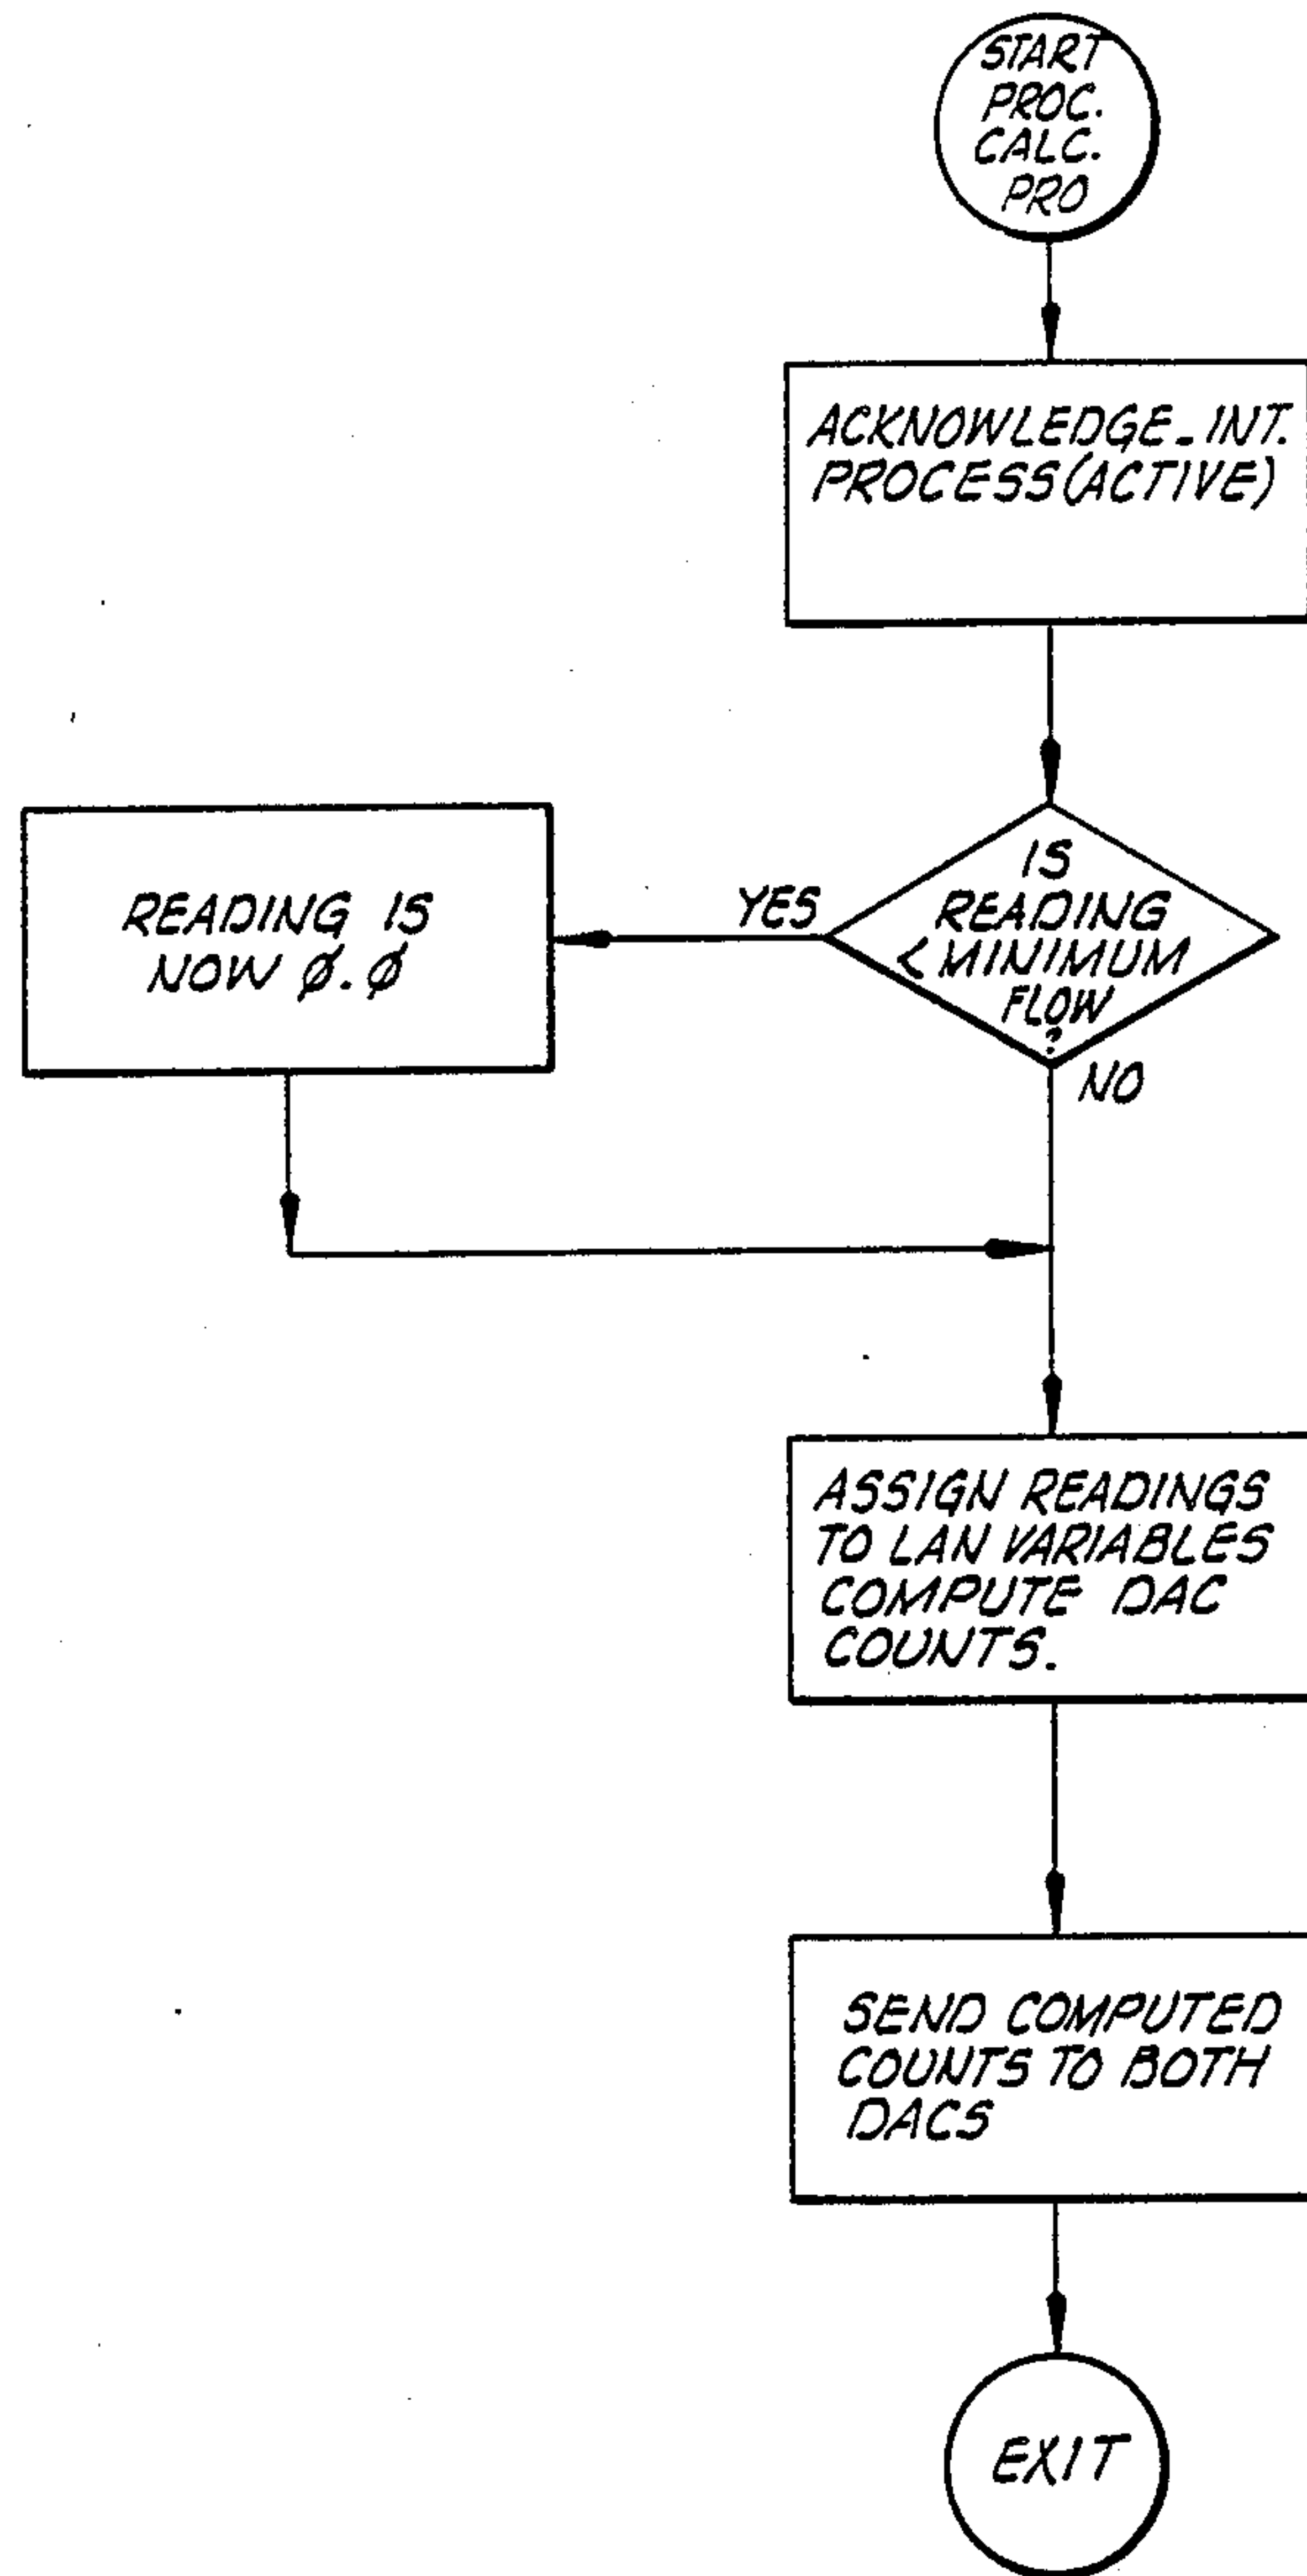 START
PROC.
CALC.
PRO
ACKNOWLEDGE_INT.
PROCESS(ACTIVE)
IS
READING
< MINIMUM
FLOW
?
YES
READING IS
NOW Ø.Ø
NO
ASSIGN READINGS
TO LAN VARIABLES
COMPUTE DAC
COUNTS.
SEND COMPUTED
COUNTS TO BOTH
DACS
EXIT